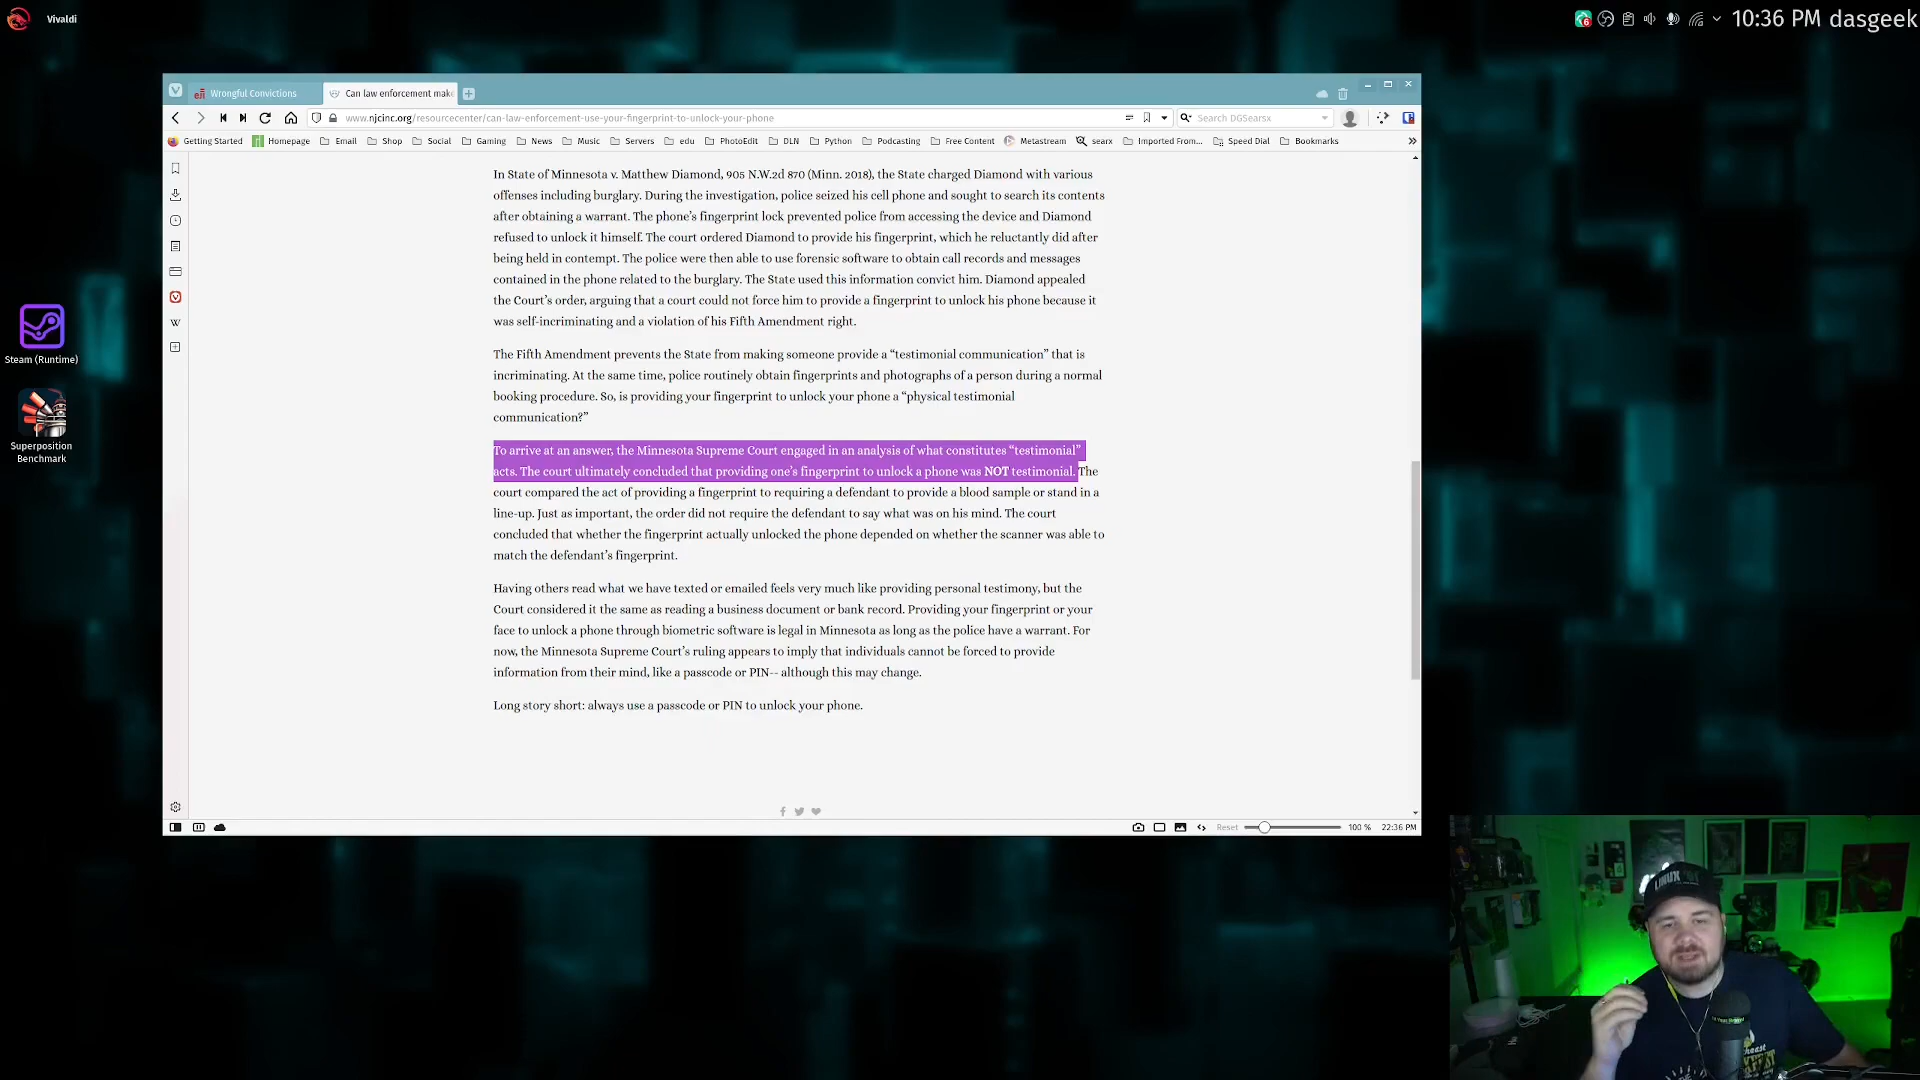 Vivaldi
6
10:36 PM dasgeek
Wrongful Convictions
Can law enforcement mak
www.njcinc.org/resourcecenter/can-law-enforcement-use-your-fingerprint-to-unlock-your-phone
Search DGSearsx
Getting Started
Homepage
Email
Shop
Social
Gaming
News
Music
Servers
edu
PhotoEdit
DLN
Python
Podcasting
Free Content
Metastream
searx
Imported From...
Speed Dial
Bookmarks
In State of Minnesota v. Matthew Diamond, 905 N.W.2d 870 (Minn. 2018), the State charged Diamond with various
offenses including burglary. During the investigation, police seized his cell phone and sought to search its contents
after obtaining a warrant. The phone’s fingerprint lock prevented police from accessing the device and Diamond
refused to unlock it himself. The court ordered Diamond to provide his fingerprint, which he reluctantly did after
being held in contempt. The police were then able to use forensic software to obtain call records and messages
contained in the phone related to the burglary. The State used this information convict him. Diamond appealed
the Court’s order, arguing that a court could not force him to provide a fingerprint to unlock his phone because it
was self-incriminating and a violation of his Fifth Amendment right.
The Fifth Amendment prevents the State from making someone provide a “testimonial communication” that is
incriminating. At the same time, police routinely obtain fingerprints and photographs of a person during a normal
booking procedure. So, is providing your fingerprint to unlock your phone a “physical testimonial
communication?”
To arrive at an answer, the Minnesota Supreme Court engaged in an analysis of what constitutes “testimonial”
acts. The court ultimately concluded that providing one’s fingerprint to unlock a phone was NOT testimonial. The
court compared the act of providing a fingerprint to requiring a defendant to provide a blood sample or stand in a
line-up. Just as important, the order did not require the defendant to say what was on his mind. The court
concluded that whether the fingerprint actually unlocked the phone depended on whether the scanner was able to
match the defendant’s fingerprint.
Having others read what we have texted or emailed feels very much like providing personal testimony, but the
Court considered it the same as reading a business document or bank record. Providing your fingerprint or your
face to unlock a phone through biometric software is legal in Minnesota as long as the police have a warrant. For
now, the Minnesota Supreme Court’s ruling appears to imply that individuals cannot be forced to provide
information from their mind, like a passcode or PIN-- although this may change.
Long story short: always use a passcode or PIN to unlock your phone.
Reset
100 %
22:36 PM
Steam (Runtime)
Superposition
Benchmark
LINUX